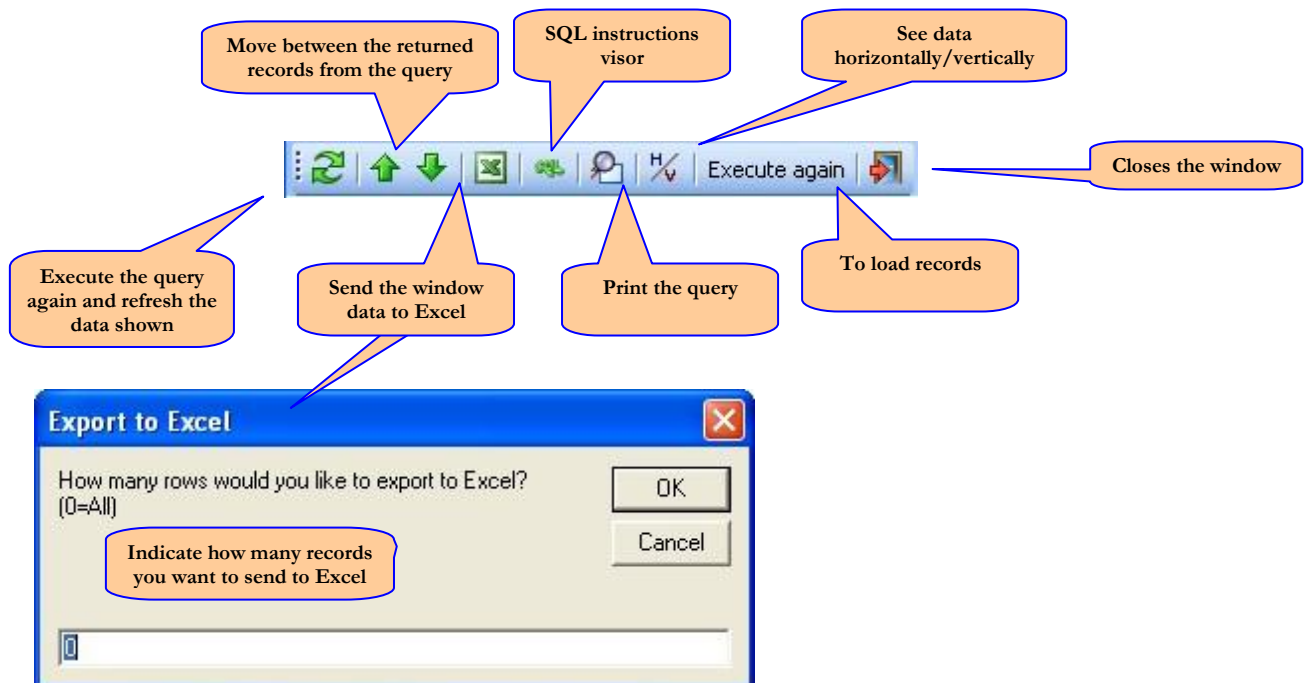 Move between the returned
records from the query
SQL instructions
visor
See data
horizontally/vertically
H/V
Execute again
Closes the window
Execute the query
again and refresh the
data shown
Send the window
data to Excel
Print the query
To load records
Export to Excel
How many rows would you like to export to Excel?
(0=All)
OK
Cancel
Indicate how many records
you want to send to Excel
0